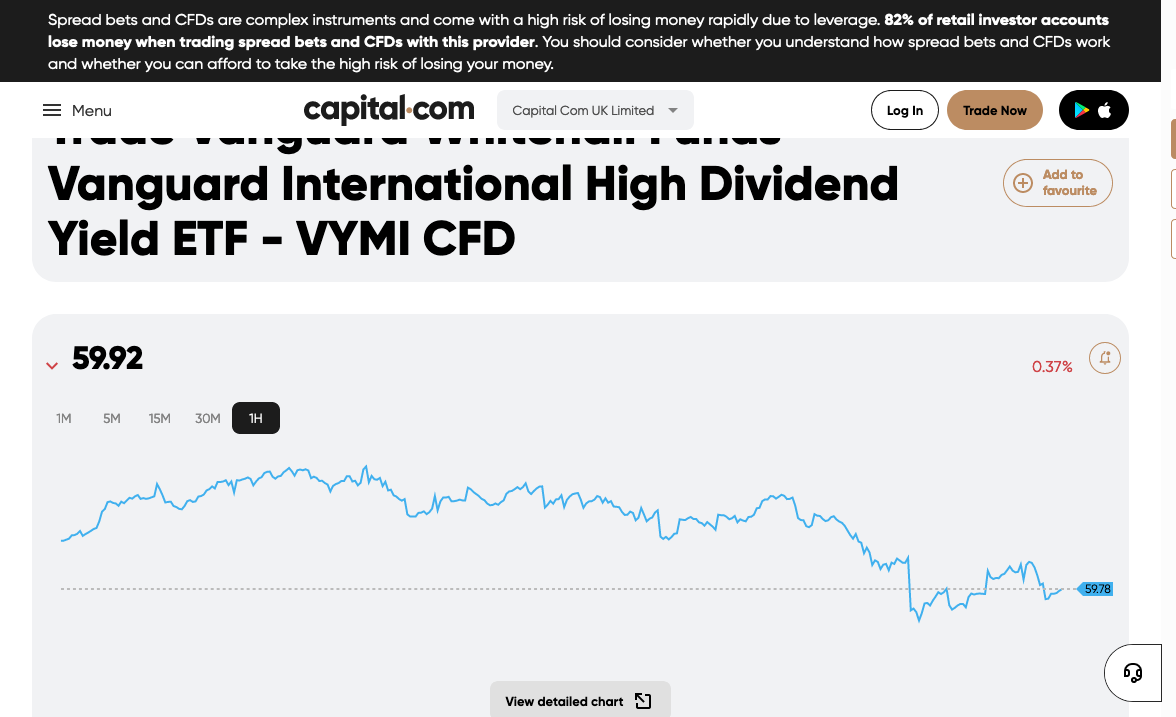 Spread bets and CFDs are complex instruments and come with a high risk of losing money rapidly due to leverage. 82% of retail investor accounts
lose money when trading spread bets and CFDs with this provider. You should consider whether you understand how spread bets and CFDs work
and whether you can afford to take the high risk of losing your money.
Menu
capital.com
Capital Com UK Limited
Log In
Trade Now
Trade Vanguard Whitehall Funds
Vanguard International High Dividend
Yield ETF - VYMI CFD
Add to
favourite
59.92
0.37%
1M 5M 15M 30M 1H
59.78
View detailed chart